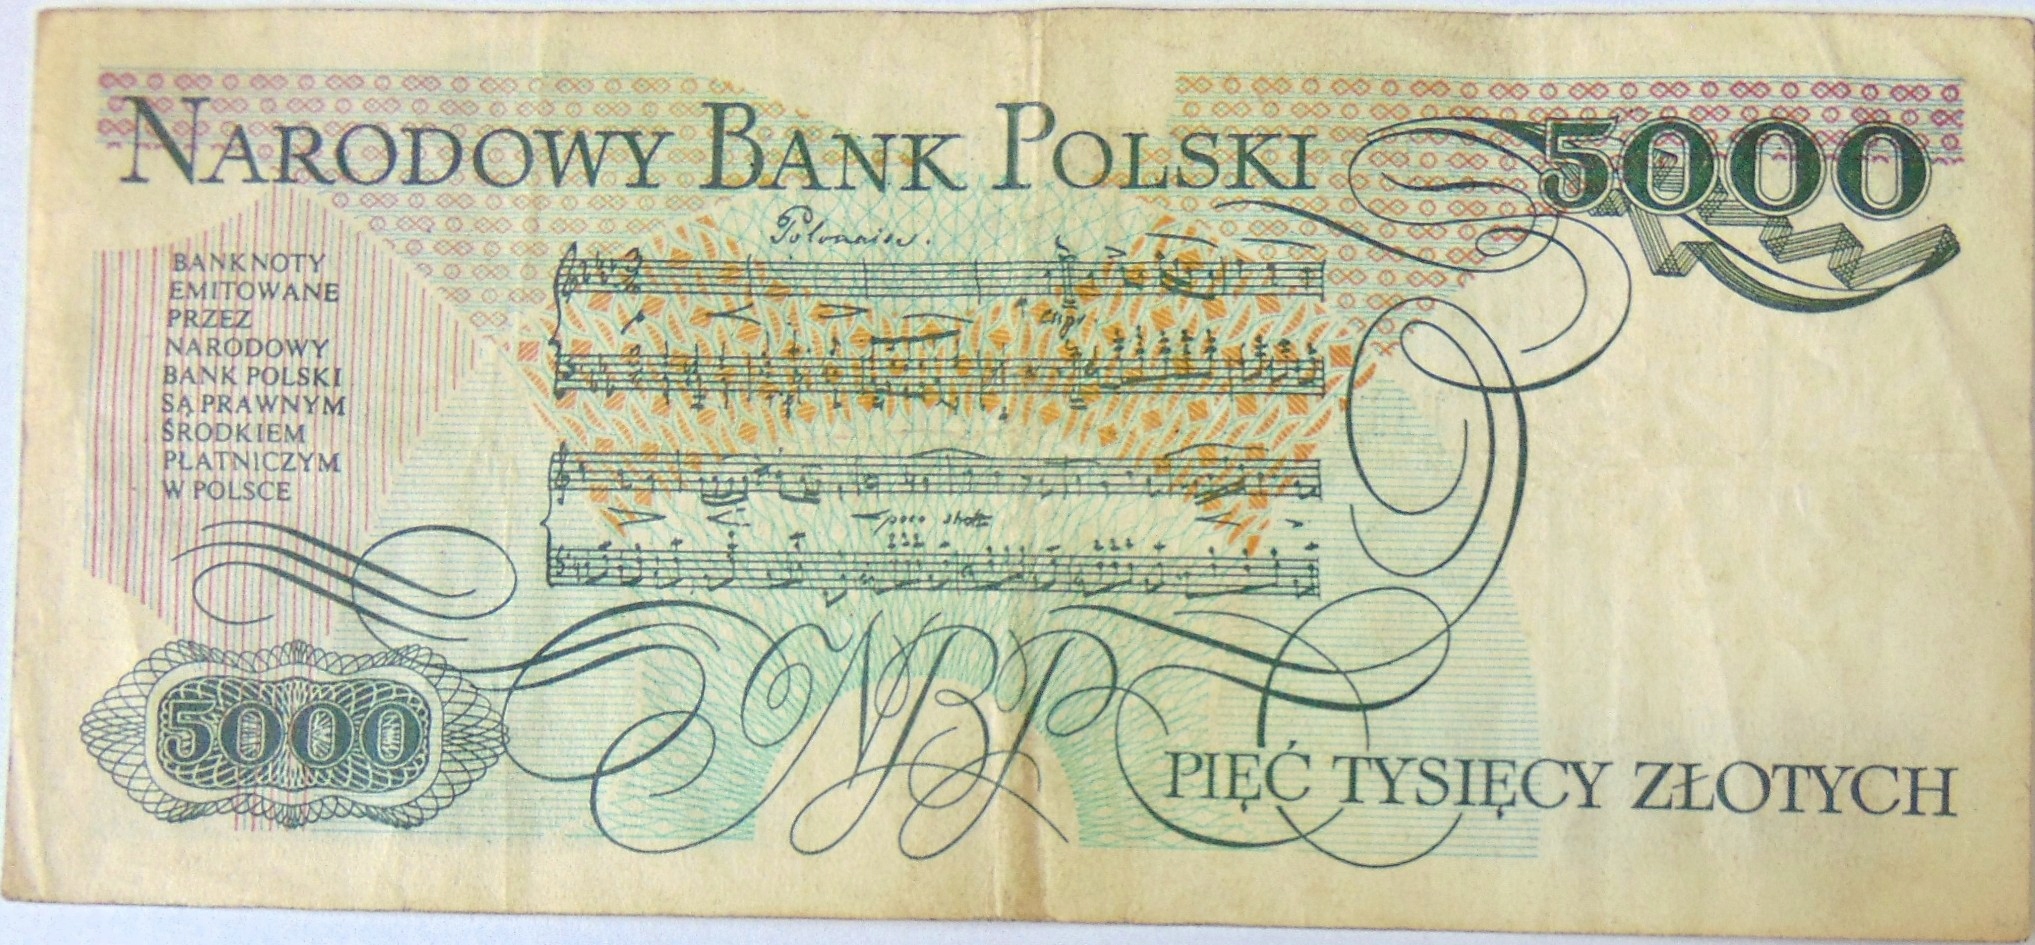 NARODOWY BANK POLSKI
5000
Polonaise.
BANKNOTY
EMITOWANE
PRZEZ
NARODOWY
BANK POLSKI
SĄ PRAWNYM
ŚRODKIEM
PŁATNICZYM
W POLSCE
poco
5000
NBP
PIĘĆ TYSIĘCY ZŁOTYCH